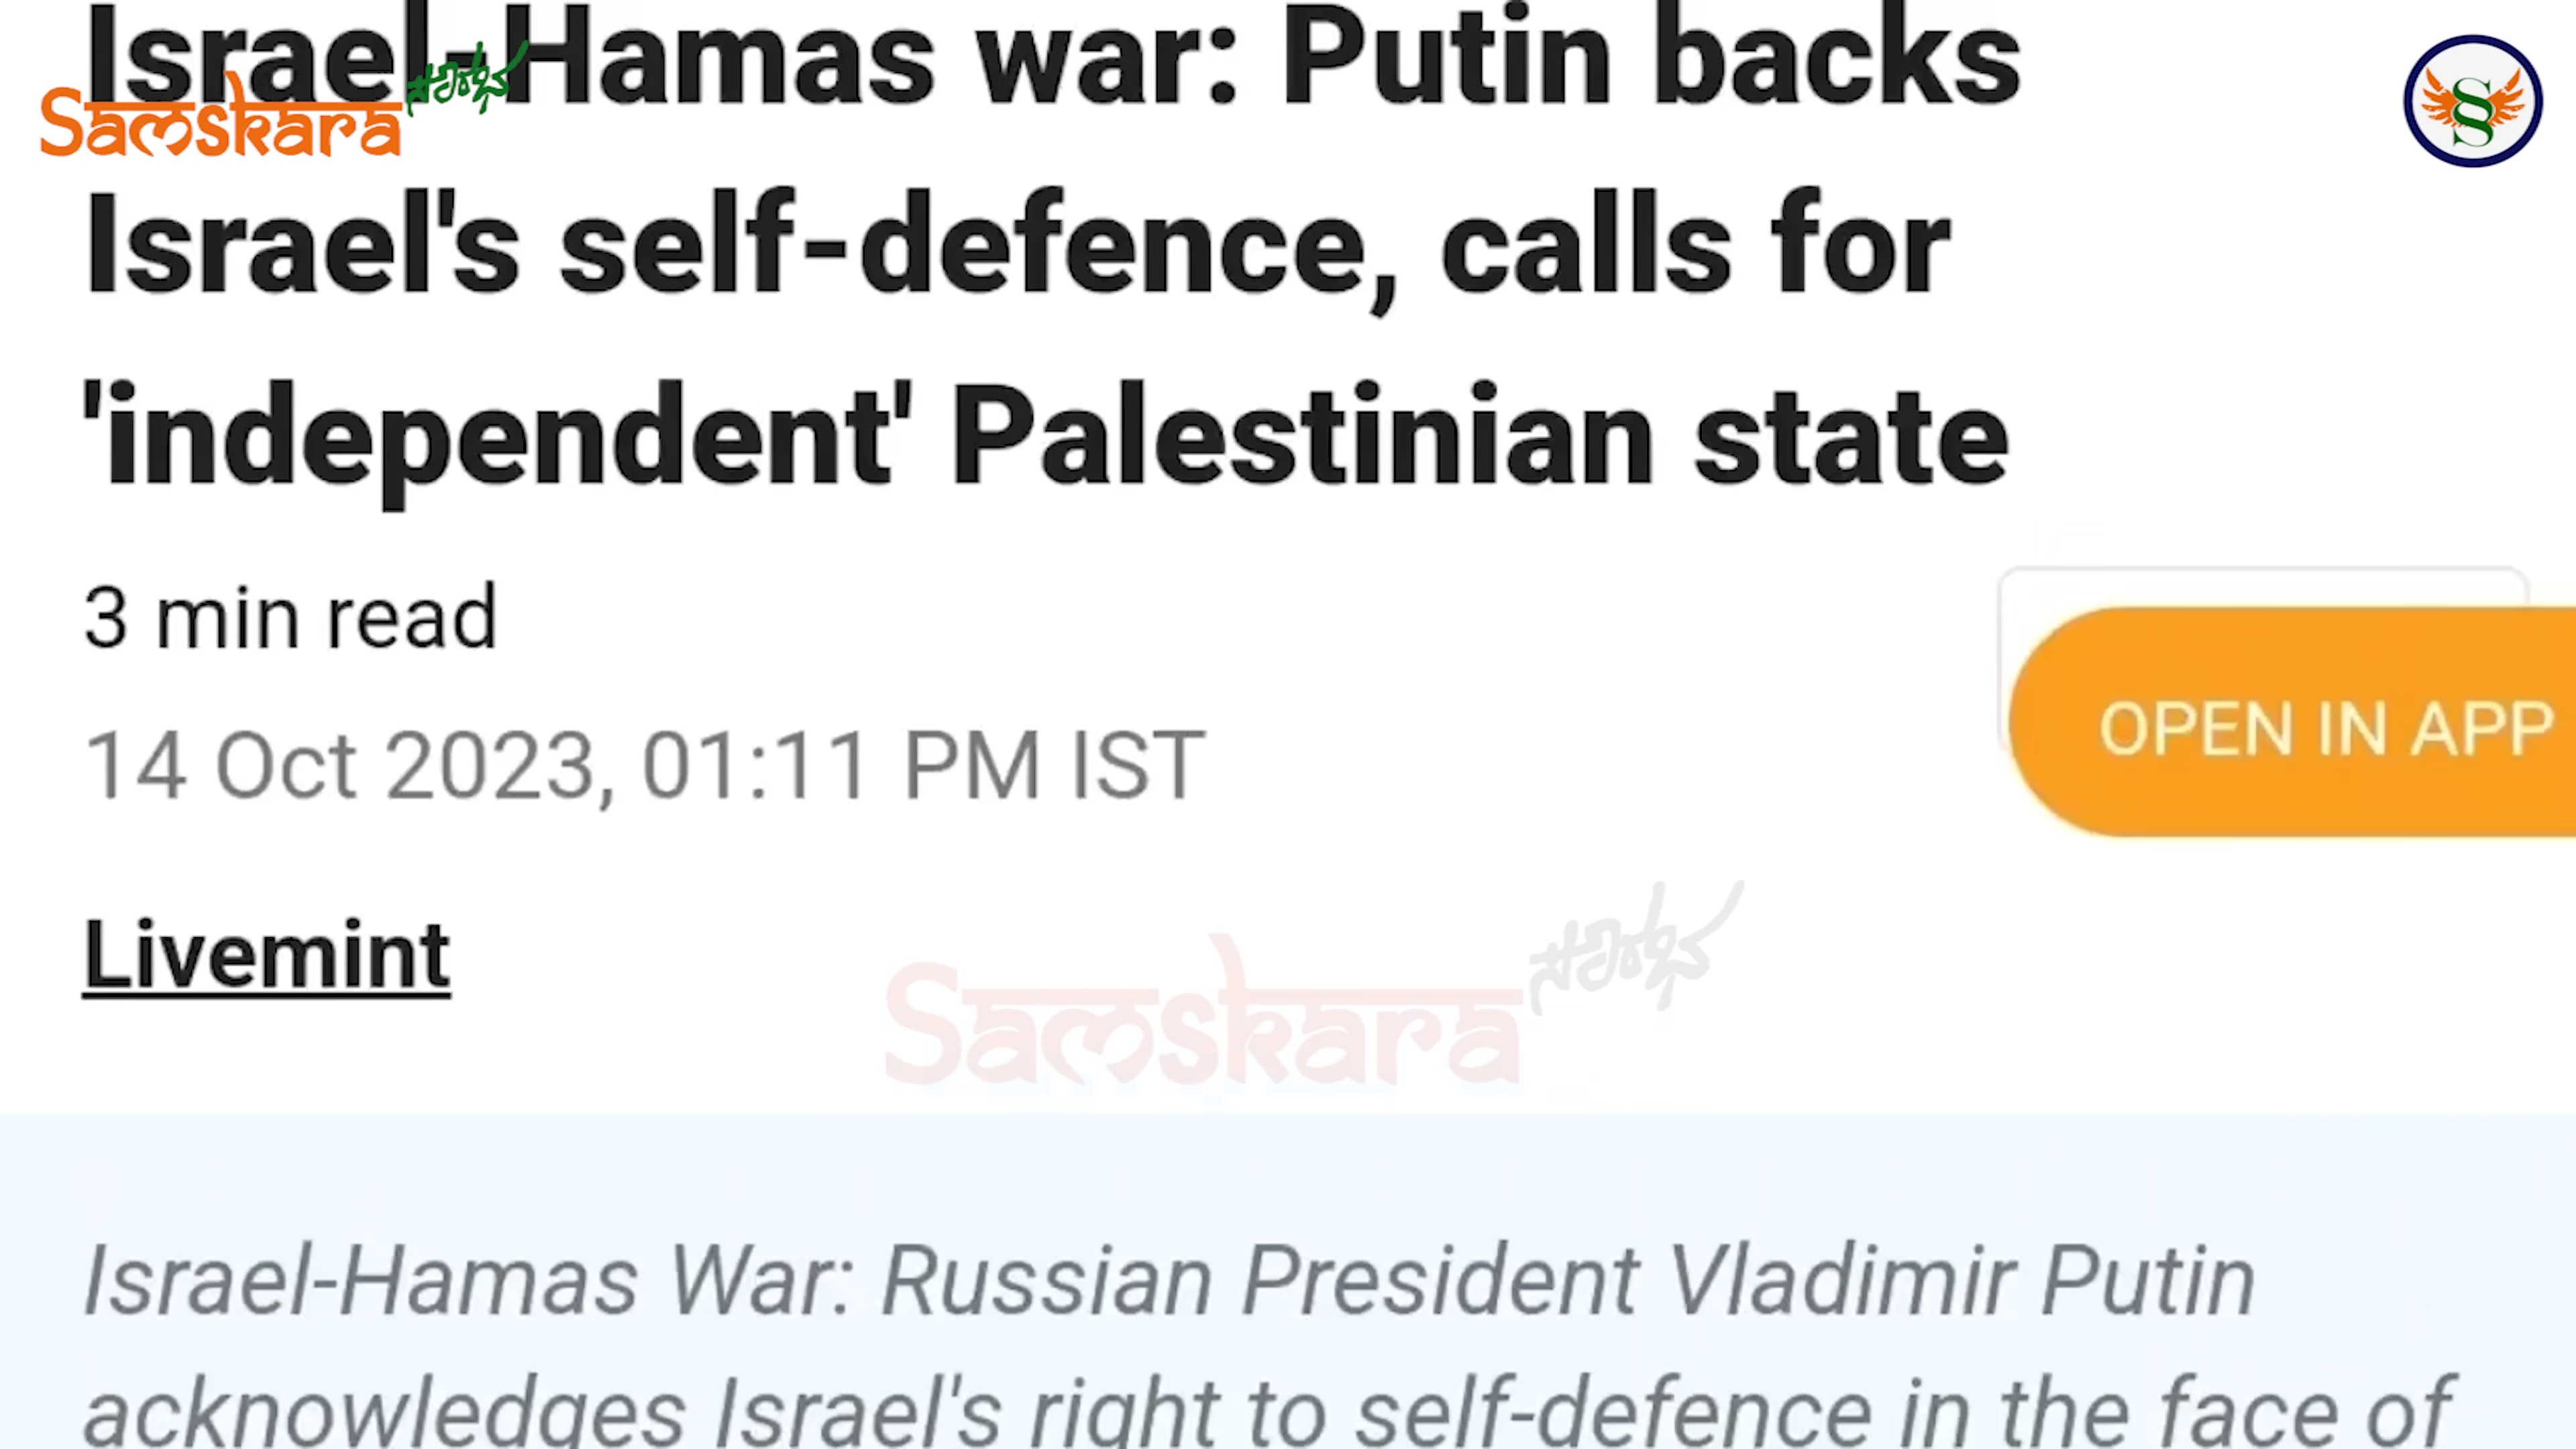 Israel-Hamas war: Putin backs
Samskara
Israel's self-defence, calls for
'independent' Palestinian state
3 min read
OPEN IN APP
14 Oct 2023, 01:11 PM IST
Livemint
Samskara
Israel-Hamas War: Russian President Vladimir Putin
acknowledges Israel's right to self-defence in the face of